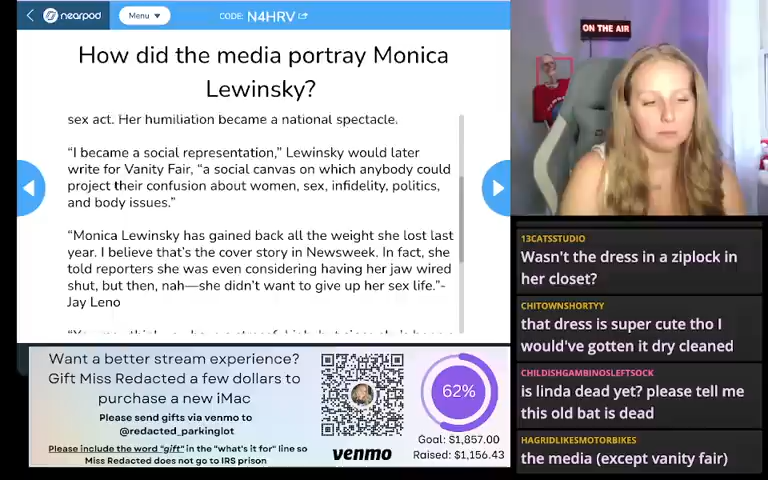 nearpod
Menu
CODE: N4HRV
ON THE AIR
How did the media portray Monica
Lewinsky?
sex act. Her humiliation became a national spectacle.
“I became a social representation,” Lewinsky would later
write for Vanity Fair, “a social canvas on which anybody could
project their confusion about women, sex, infidelity, politics,
and body issues.”
“Monica Lewinsky has gained back all the weight she lost last
year. I believe that’s the cover story in Newsweek. In fact, she
told reporters she was even considering having her jaw wired
shut, but then, nah—she didn’t want to give up her sex life.”-
Jay Leno
13CATSSTUDIO
Wasn't the dress in a ziplock in
her closet?
CHITOWNSHORTYY
that dress is super cute tho I
would've gotten it dry cleaned
CHILDISHGAMBINOSLEFTSOCK
is linda dead yet? please tell me
this old bat is dead
HAGRIDLIKESMOTORBIKES
the media (except vanity fair)
Want a better stream experience?
Gift Miss Redacted a few dollars to
purchase a new iMac
Please send gifts via venmo to
@redacted_parkinglot
Please include the word "gift" in the "what's it for" line so
Miss Redacted does not go to IRS prison
venmo
62%
Goal: $1,857.00
Raised: $1,156.43